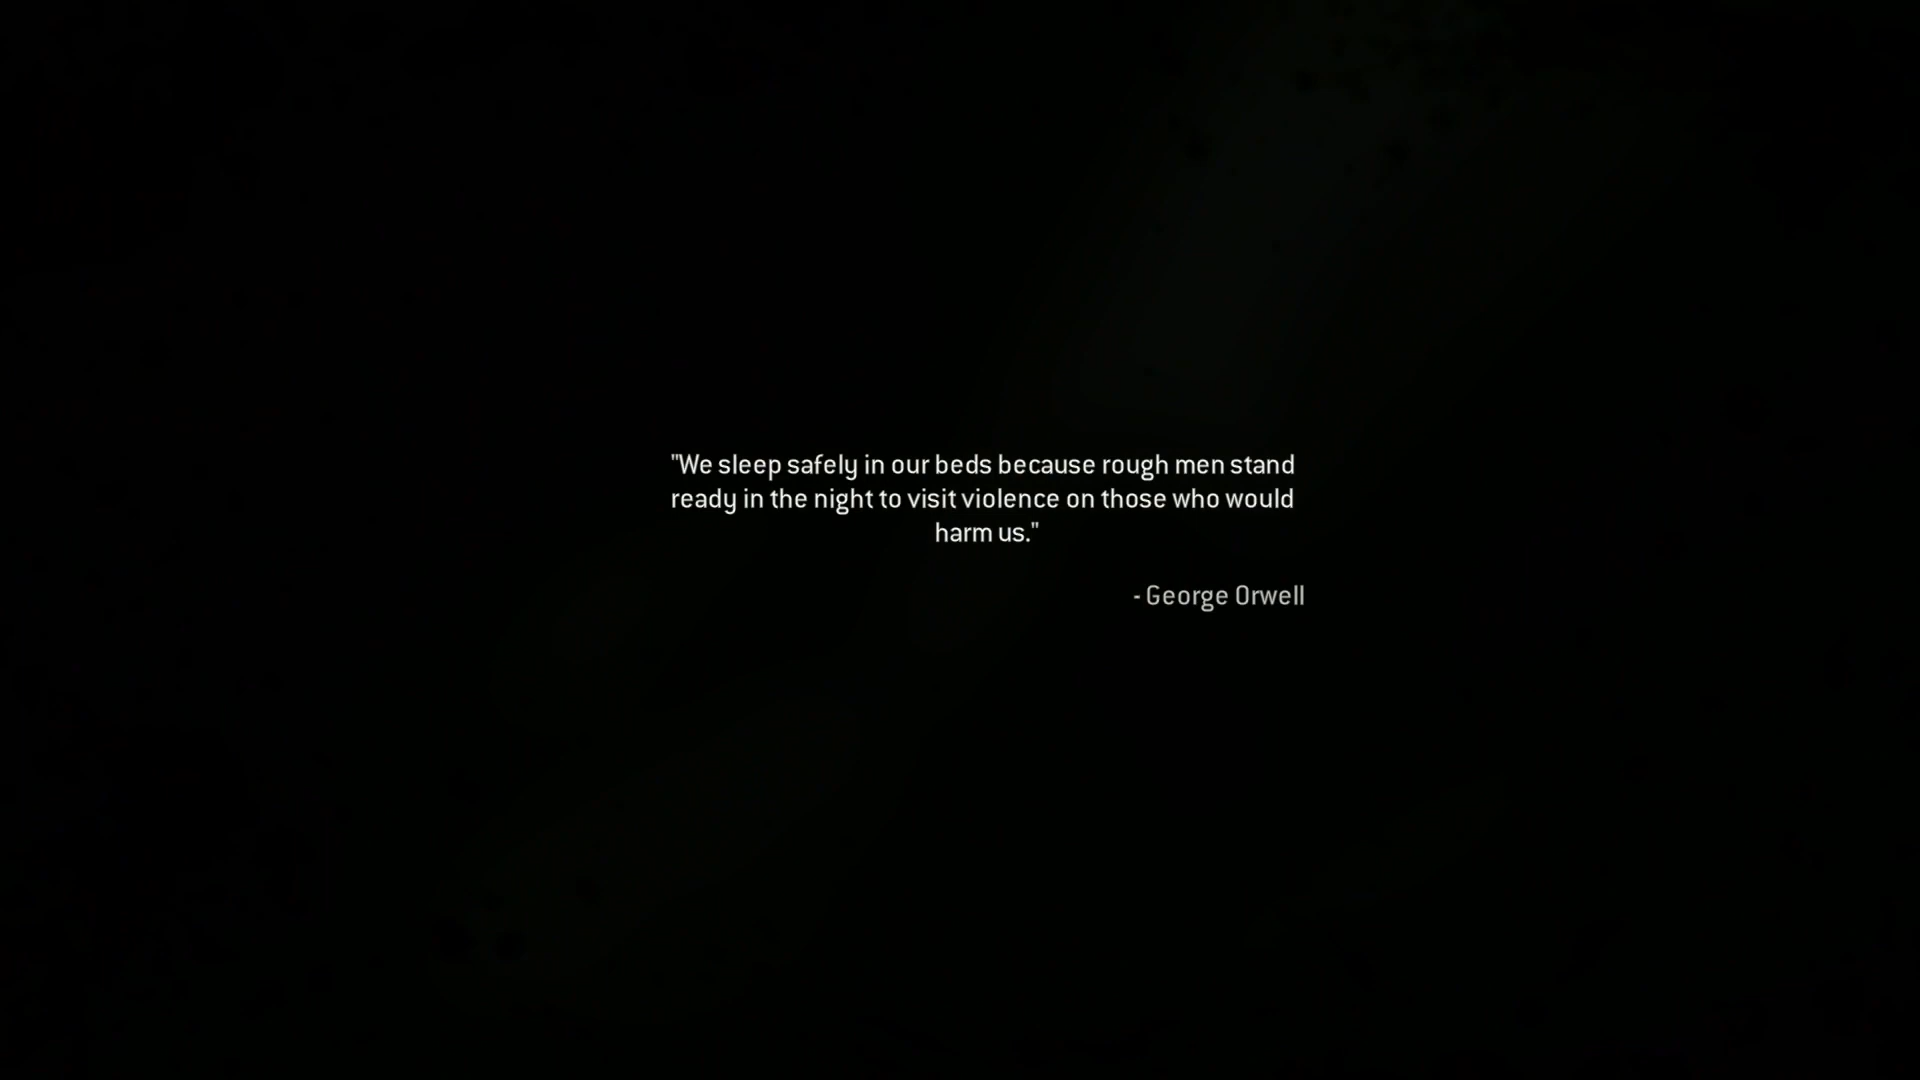 "We sleep safely in our beds because rough men stand
ready in the night to visit violence on those who would
harm us."
- George Orwell